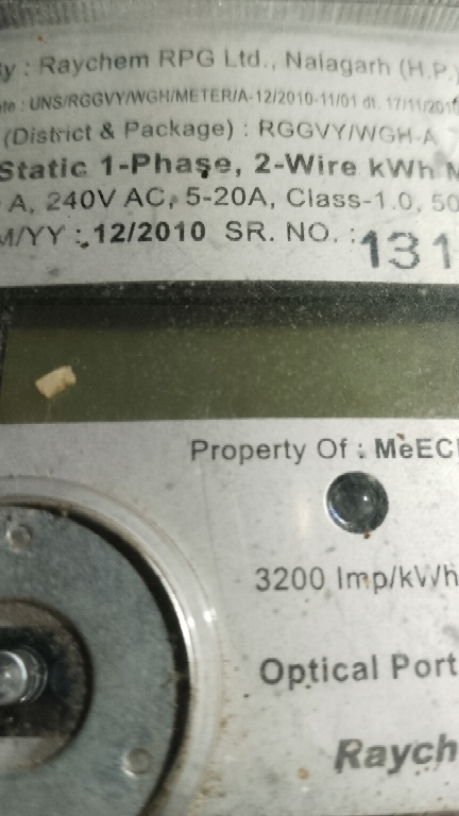 y : Raychem RPG Ltd., Nalagarh (H.P.)
ote : UNS/RGGVY/WGH/METER/A-12/2010-11/01 dt. 17/11/2010
(District & Package) : RGGVY/WGH-A
Static 1-Phase, 2-Wire kWh M
A, 240V AC, 5-20A, Class-1.0, 50
M/YY : 12/2010 SR. NO. : 131
Property Of : MeEC
3200 Imp/kWh
Optical Port
Raych